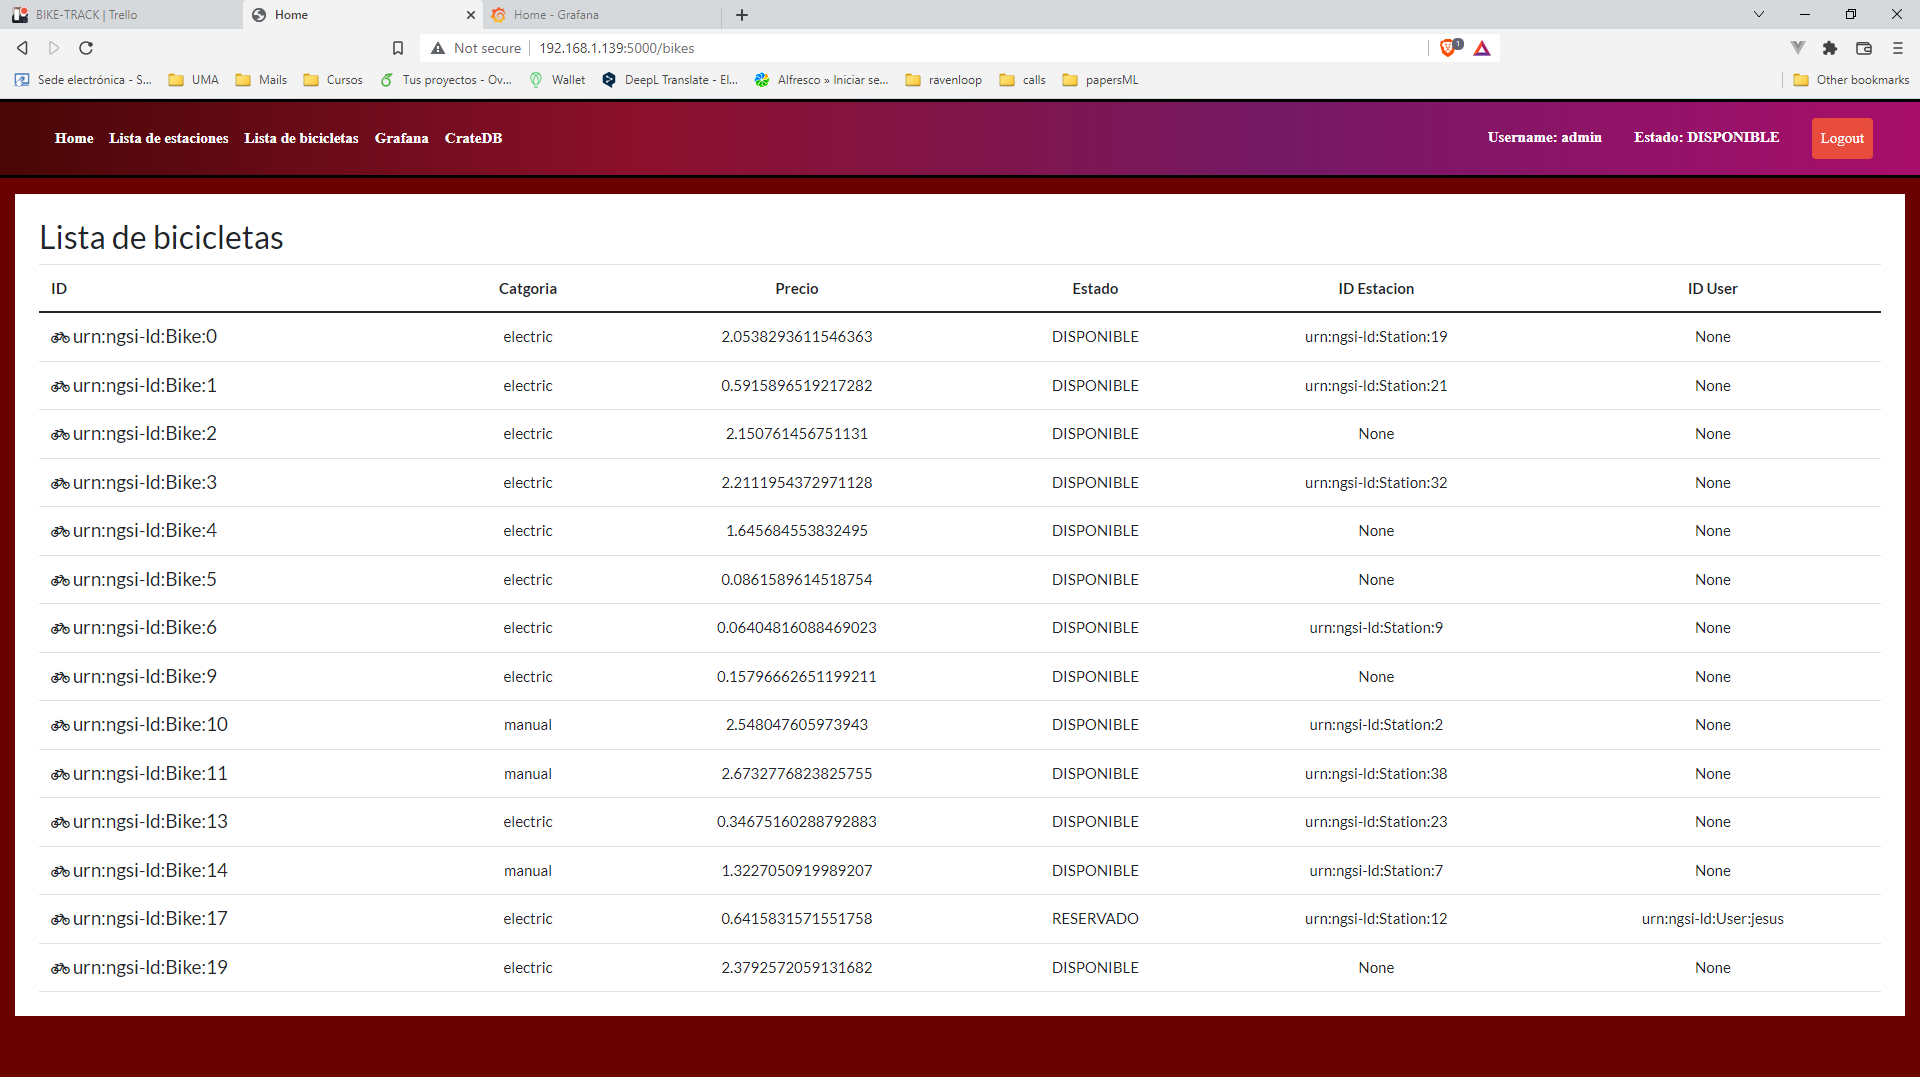 BIKE-TRACK | Trello Home Home - Grafana
Not secure 192.168.1.139:5000/bikes 1
Sede electrónica - S... UMA Mails Cursos Tus proyectos - Ov... Wallet DeepL Translate - El... Alfresco » Iniciar se... ravenloop calls papersML Other bookmarks
Home Lista de estaciones Lista de bicicletas Grafana CrateDB Username: admin Estado: DISPONIBLE Logout
Lista de bicicletas
ID Catgoria Precio Estado ID Estacion ID User
urn:ngsi-ld:Bike:0 electric 2.0538293611546363 DISPONIBLE urn:ngsi-ld:Station:19 None
urn:ngsi-ld:Bike:1 electric 0.5915896519217282 DISPONIBLE urn:ngsi-ld:Station:21 None
urn:ngsi-ld:Bike:2 electric 2.150761456751131 DISPONIBLE None None
urn:ngsi-ld:Bike:3 electric 2.2111954372971128 DISPONIBLE urn:ngsi-ld:Station:32 None
urn:ngsi-ld:Bike:4 electric 1.645684553832495 DISPONIBLE None None
urn:ngsi-ld:Bike:5 electric 0.0861589614518754 DISPONIBLE None None
urn:ngsi-ld:Bike:6 electric 0.06404816088469023 DISPONIBLE urn:ngsi-ld:Station:9 None
urn:ngsi-ld:Bike:9 electric 0.15796662651199211 DISPONIBLE None None
urn:ngsi-ld:Bike:10 manual 2.548047605973943 DISPONIBLE urn:ngsi-ld:Station:2 None
urn:ngsi-ld:Bike:11 manual 2.6732776823825755 DISPONIBLE urn:ngsi-ld:Station:38 None
urn:ngsi-ld:Bike:13 electric 0.34675160288792883 DISPONIBLE urn:ngsi-ld:Station:23 None
urn:ngsi-ld:Bike:14 manual 1.3227050919989207 DISPONIBLE urn:ngsi-ld:Station:7 None
urn:ngsi-ld:Bike:17 electric 0.6415831571551758 RESERVADO urn:ngsi-ld:Station:12 urn:ngsi-ld:User:jesus
urn:ngsi-ld:Bike:19 electric 2.3792572059131682 DISPONIBLE None None